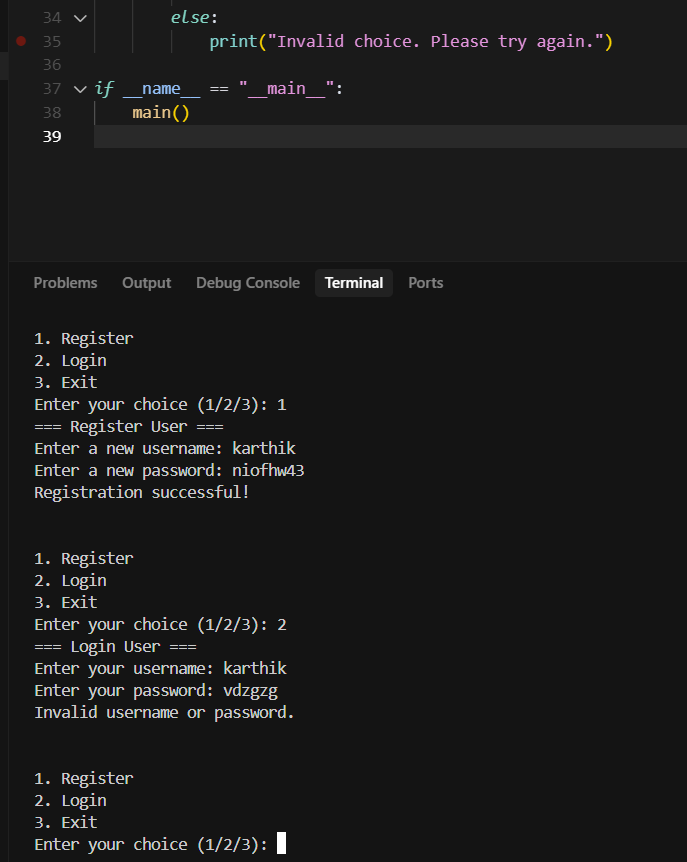 34 else:
35 print("Invalid choice. Please try again.")
36
37 if __name__ == "__main__":
38 main()
39
Problems Output Debug Console Terminal Ports
1. Register
2. Login
3. Exit
Enter your choice (1/2/3): 1
=== Register User ===
Enter a new username: karthik
Enter a new password: niofhw43
Registration successful!
1. Register
2. Login
3. Exit
Enter your choice (1/2/3): 2
=== Login User ===
Enter your username: karthik
Enter your password: vdzgzg
Invalid username or password.
1. Register
2. Login
3. Exit
Enter your choice (1/2/3):